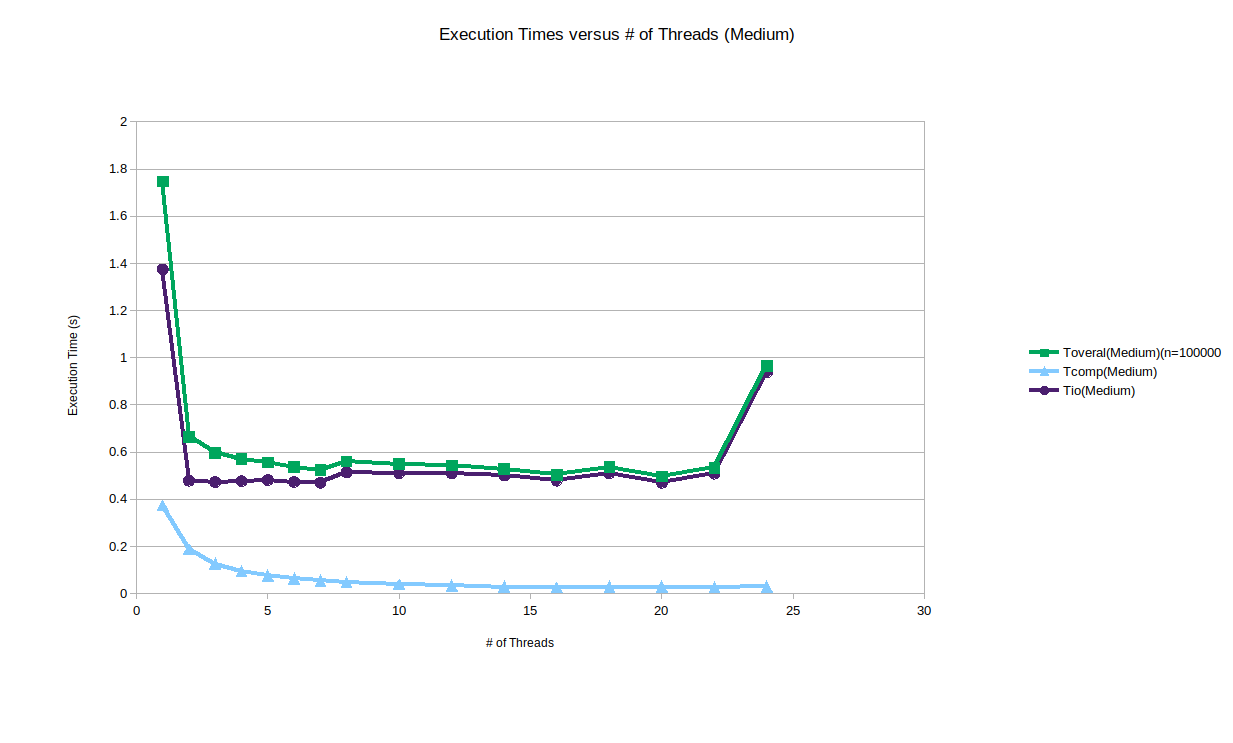 Execution Times versus # of Threads (Medium)
2
1.8
1.6
1.4
1.2
1
0.8
0.6
0.4
0.2
0
Execution Time (s)
0 5 10 15 20 25 30
# of Threads
Toveral(Medium)(n=100000
Tcomp(Medium)
Tio(Medium)